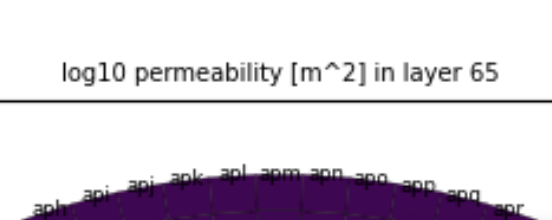 log10 permeability [m^2] in layer 65
aph api apj apk apl apm apn apo app apq apr